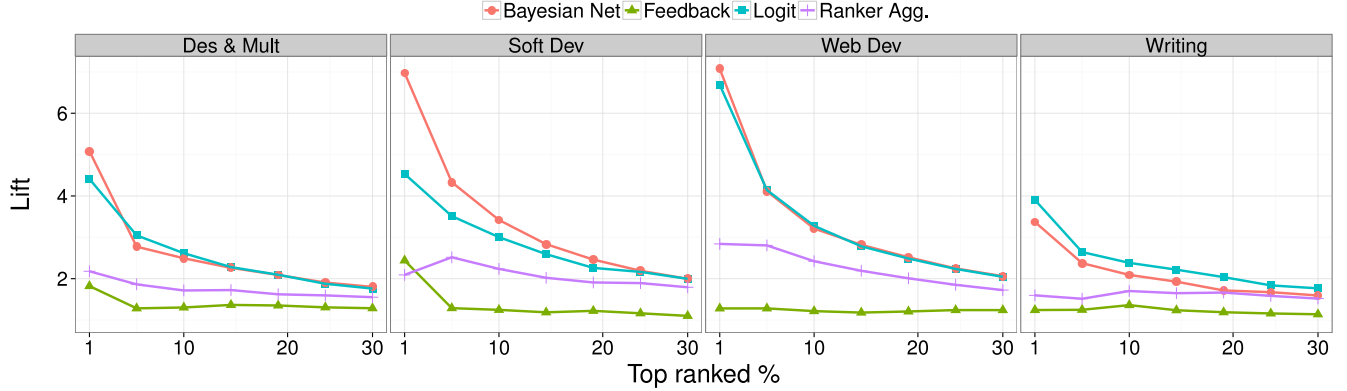 Bayesian Net Feedback Logit Ranker Agg.
Des & Mult Soft Dev Web Dev Writing
Lift
6
4
2
1 10 20 30 1 10 20 30 1 10 20 30 1 10 20 30
Top ranked %